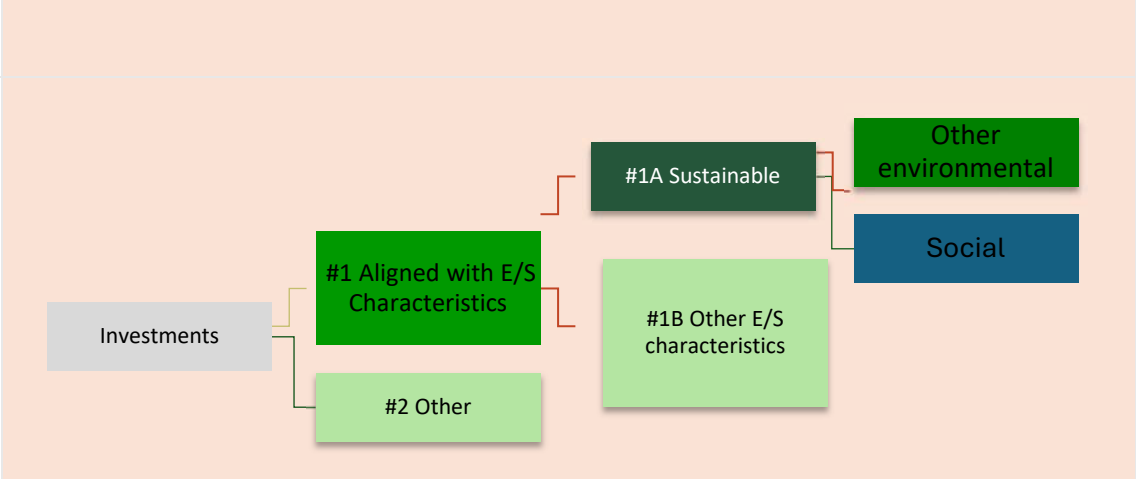 Investments
#1 Aligned with E/S
Characteristics
#2 Other
#1A Sustainable
#1B Other E/S
characteristics
Other
environmental
Social